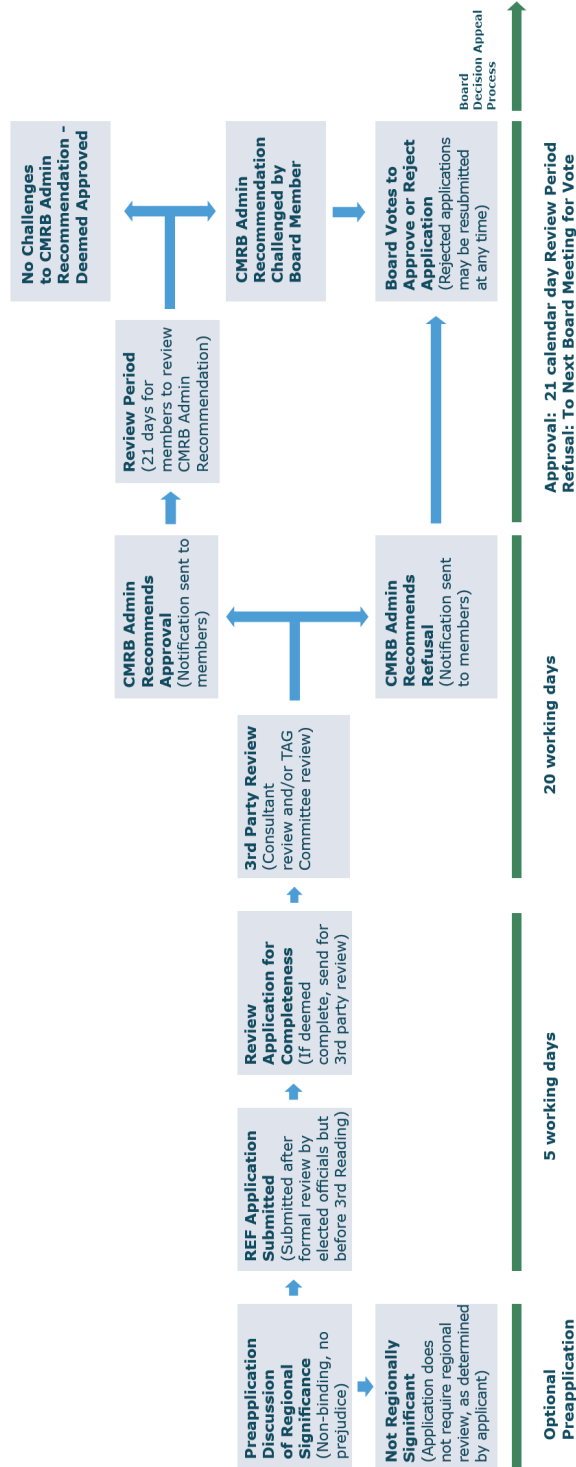 Preapplication
Discussion
of Regional
Significance
(Non-binding, no
prejudice)
Not Regionally
Significant
(Application does
not require regional
review, as determined
by applicant)
REF Application
Submitted
(Submitted after
formal review by
elected officials but
before 3rd Reading)
Review
Application for
Completeness
(If deemed
complete, send for
3rd party review)
3rd Party Review
(Consultant
review and/or TAG
Committee review)
CMRB Admin
Recommends
Approval
(Notification sent to
members)
CMRB Admin
Recommends
Refusal
(Notification sent
to members)
Review Period
(21 days for
members to review
CMRB Admin
Recommendation)
No Challenges
to CMRB Admin
Recommendation –
Deemed Approved
CMRB Admin
Recommendation
Challenged by
Board Member
Board Votes to
Approve or Reject
Application
(Rejected applications
may be resubmitted
at any time)
Board
Decision Appeal
Process
Optional
Preapplication
5 working days
20 working days
Approval: 21 calendar day Review Period
Refusal: To Next Board Meeting for Vote